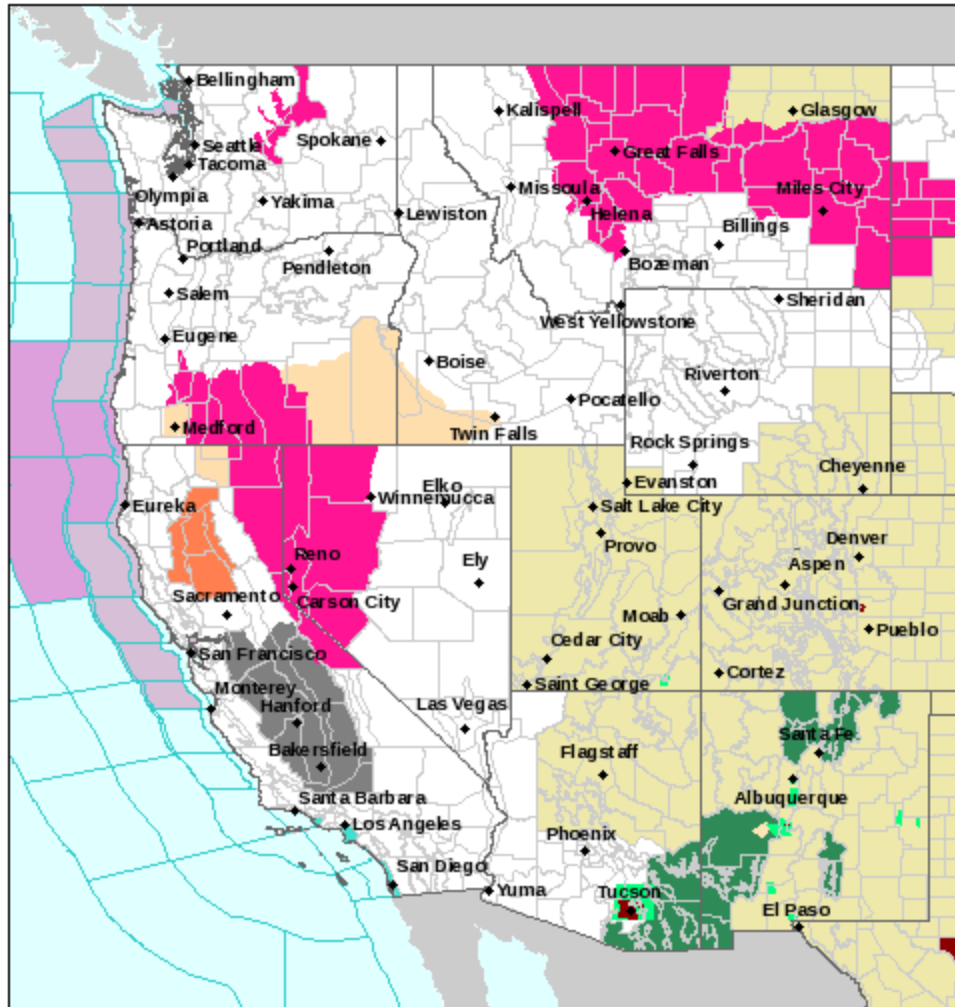 Bellingham
Kalispell
Glasgow
Seattle
Spokane
Great Falls
Tacoma
Missoula
Miles City
Olympia
Yakima
Lewiston
Helena
Astoria
Billings
Portland
Pendleton
Bozeman
Salem
Sheridan
West Yellowstone
Eugene
Boise
Riverton
Pocatello
Medford
Twin Falls
Rock Springs
Cheyenne
Elko
Evanston
Eureka
Winnemucca
Salt Lake City
Provo
Denver
Reno
Ely
Aspen
Sacramento
Carson City
Grand Junction
Moab
Pueblo
Cedar City
San Francisco
Cortez
Monterey
Saint George
Hanford
Las Vegas
Santa Fe
Bakersfield
Flagstaff
Santa Barbara
Albuquerque
Los Angeles
Phoenix
San Diego
Yuma
Tucson
El Paso